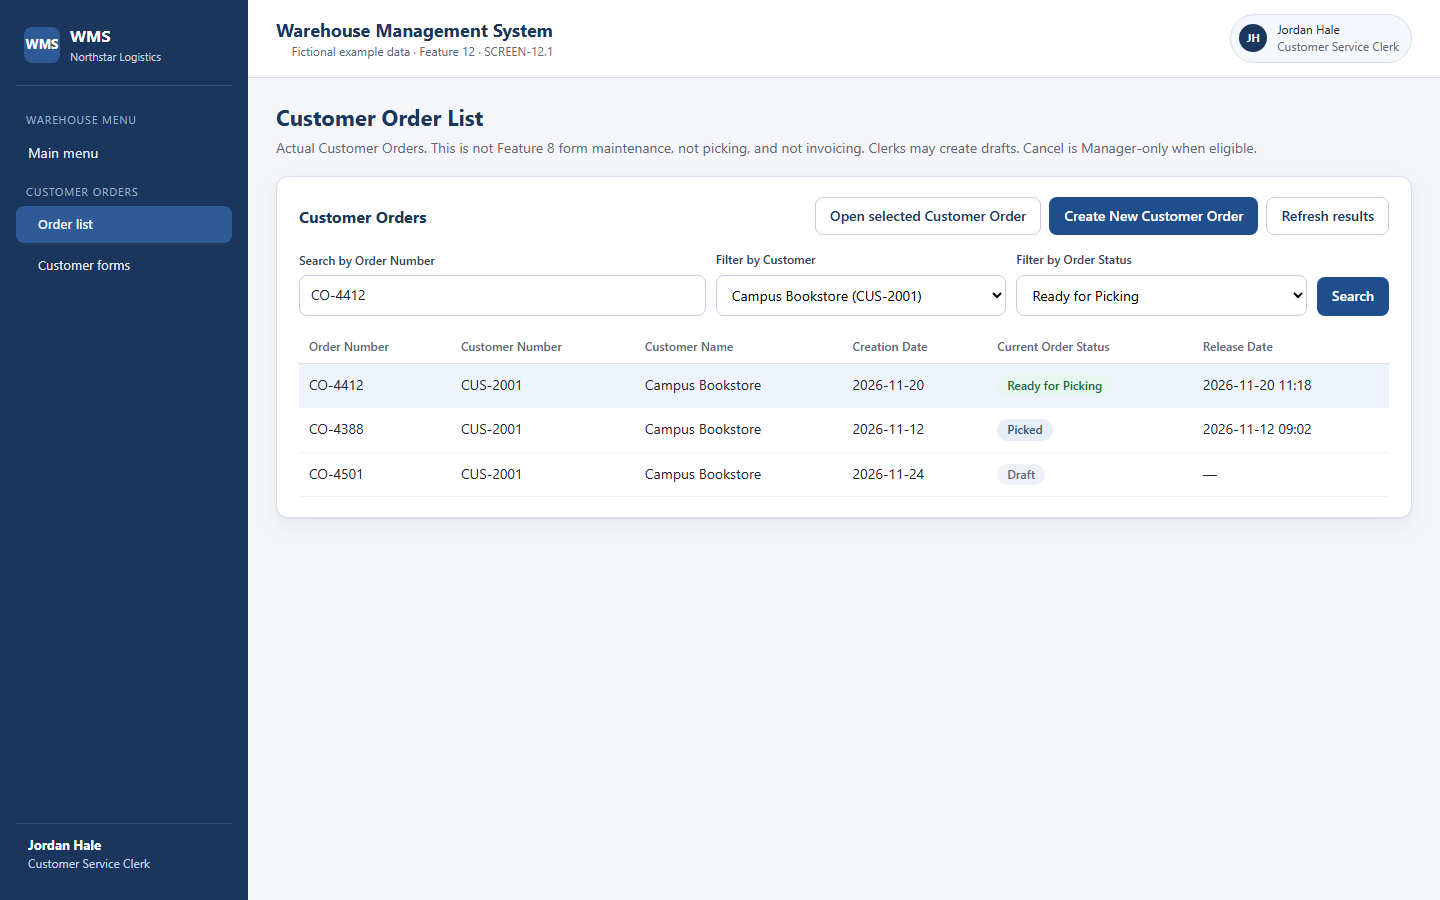 WMS
WMS
Northstar Logistics
WAREHOUSE MENU
Main menu
CUSTOMER ORDERS
Order list
Customer forms
Jordan Hale
Customer Service Clerk
Warehouse Management System
Fictional example data · Feature 12 · SCREEN-12.1
JH
Jordan Hale
Customer Service Clerk
Customer Order List
Actual Customer Orders. This is not Feature 8 form maintenance, not picking, and not invoicing. Clerks may create drafts. Cancel is Manager-only when eligible.
Customer Orders
Open selected Customer Order
Create New Customer Order
Refresh results
Search by Order Number
Filter by Customer
Filter by Order Status
CO-4412
Campus Bookstore (CUS-2001)
Ready for Picking
Search
Order Number Customer Number Customer Name Creation Date Current Order Status Release Date
CO-4412 CUS-2001 Campus Bookstore 2026-11-20 Ready for Picking 2026-11-20 11:18
CO-4388 CUS-2001 Campus Bookstore 2026-11-12 Picked 2026-11-12 09:02
CO-4501 CUS-2001 Campus Bookstore 2026-11-24 Draft —